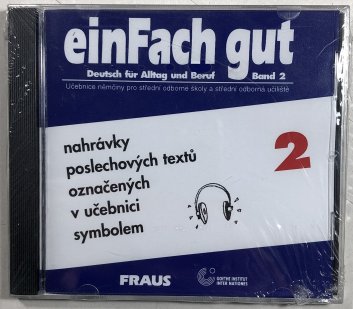 einFach gut
Deutsch für Alltag und Beruf Band 2
Učebnice němčiny pro střední odborné školy a střední odborná učiliště
nahrávky
poslechových textů
označených
v učebnici
symbolem
2
FRAUS
GOETHE INSTITUT
INTER NATIONES